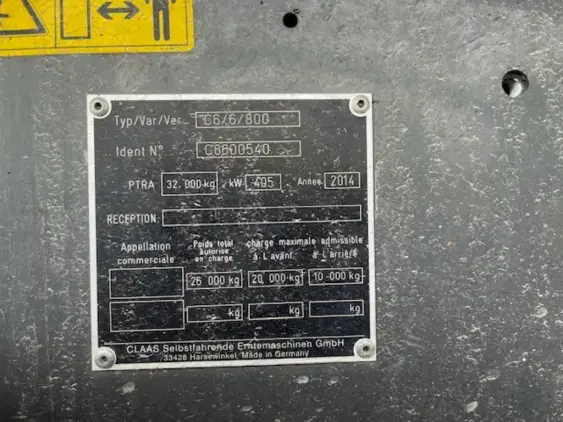 Typ/Var/Ver C6/6/800
Ident N° C6600540
PTRA 32.000 kg kW 405 Année 2014
RECEPTION
Appellation commerciale
Poids total autorisé en charge
charge maximale admissible
à L'avant à L'arrière
26 000 kg 20 000 kg 10 000 kg
kg kg kg
CLAAS Selbstfahrende Erntemaschinen GmbH
33428 Harsewinkel, Made in Germany